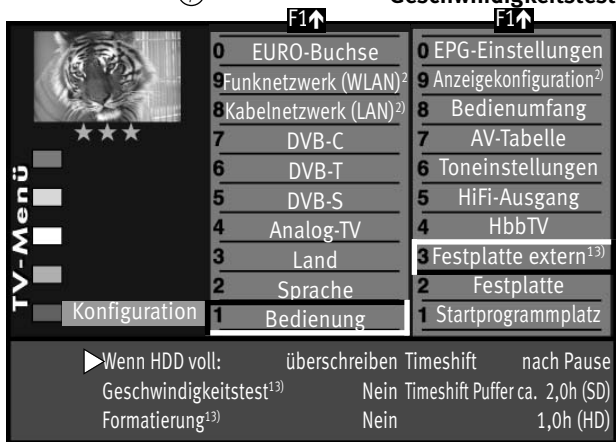 Geschwindigkeitstest
F1↑ F1↑
0 EURO-Buchse
9 Funknetzwerk (WLAN)2
8 Kabelnetzwerk (LAN)2)
7 DVB-C
6 DVB-T
5 DVB-S
4 Analog-TV
3 Land
2 Sprache
1 Bedienung
0 EPG-Einstellungen
9 Anzeigekonfiguration2)
8 Bedienumfang
7 AV-Tabelle
6 Toneinstellungen
5 HiFi-Ausgang
4 HbbTV
3 Festplatte extern13)
2 Festplatte
1 Startprogrammplatz
TV-Menü
Konfiguration
Wenn HDD voll: überschreiben Timeshift nach Pause
Geschwindigkeitstest13) Nein Timeshift Puffer ca. 2,0h (SD)
Formatierung13) Nein 1,0h (HD)